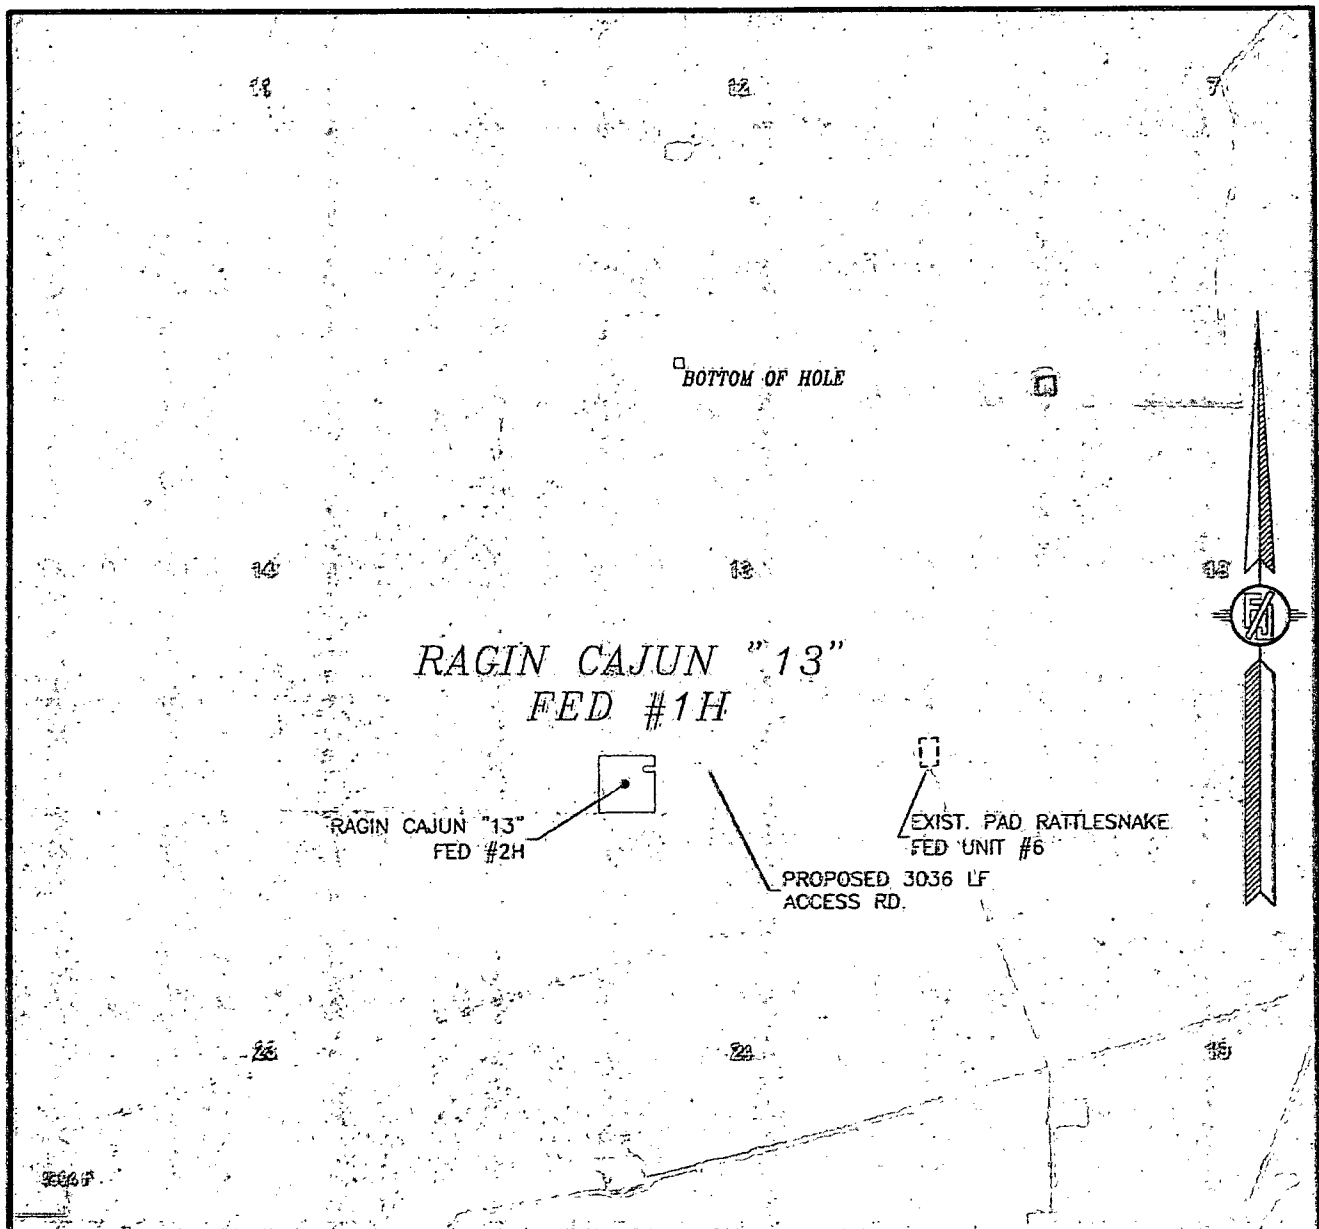 11
12
7
BOTTOM OF HOLE
14
13
18
RAGIN CAJUN "13"
FED #1H
RAGIN CAJUN "13"
FED #2H
EXIST. PAD RATTLESNAKE
FED UNIT #6
PROPOSED 3036 LF
ACCESS RD.
23
24
19